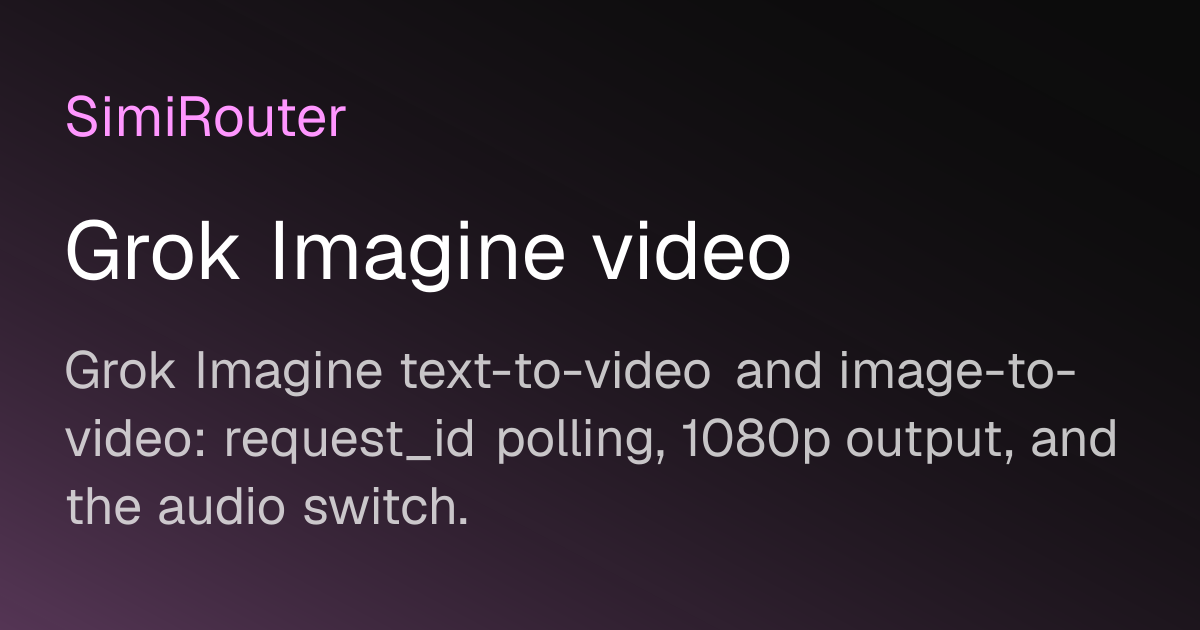 SimiRouter
Grok Imagine video
Grok Imagine text-to-video and image-to-
video: request_id polling, 1080p output, and
the audio switch.